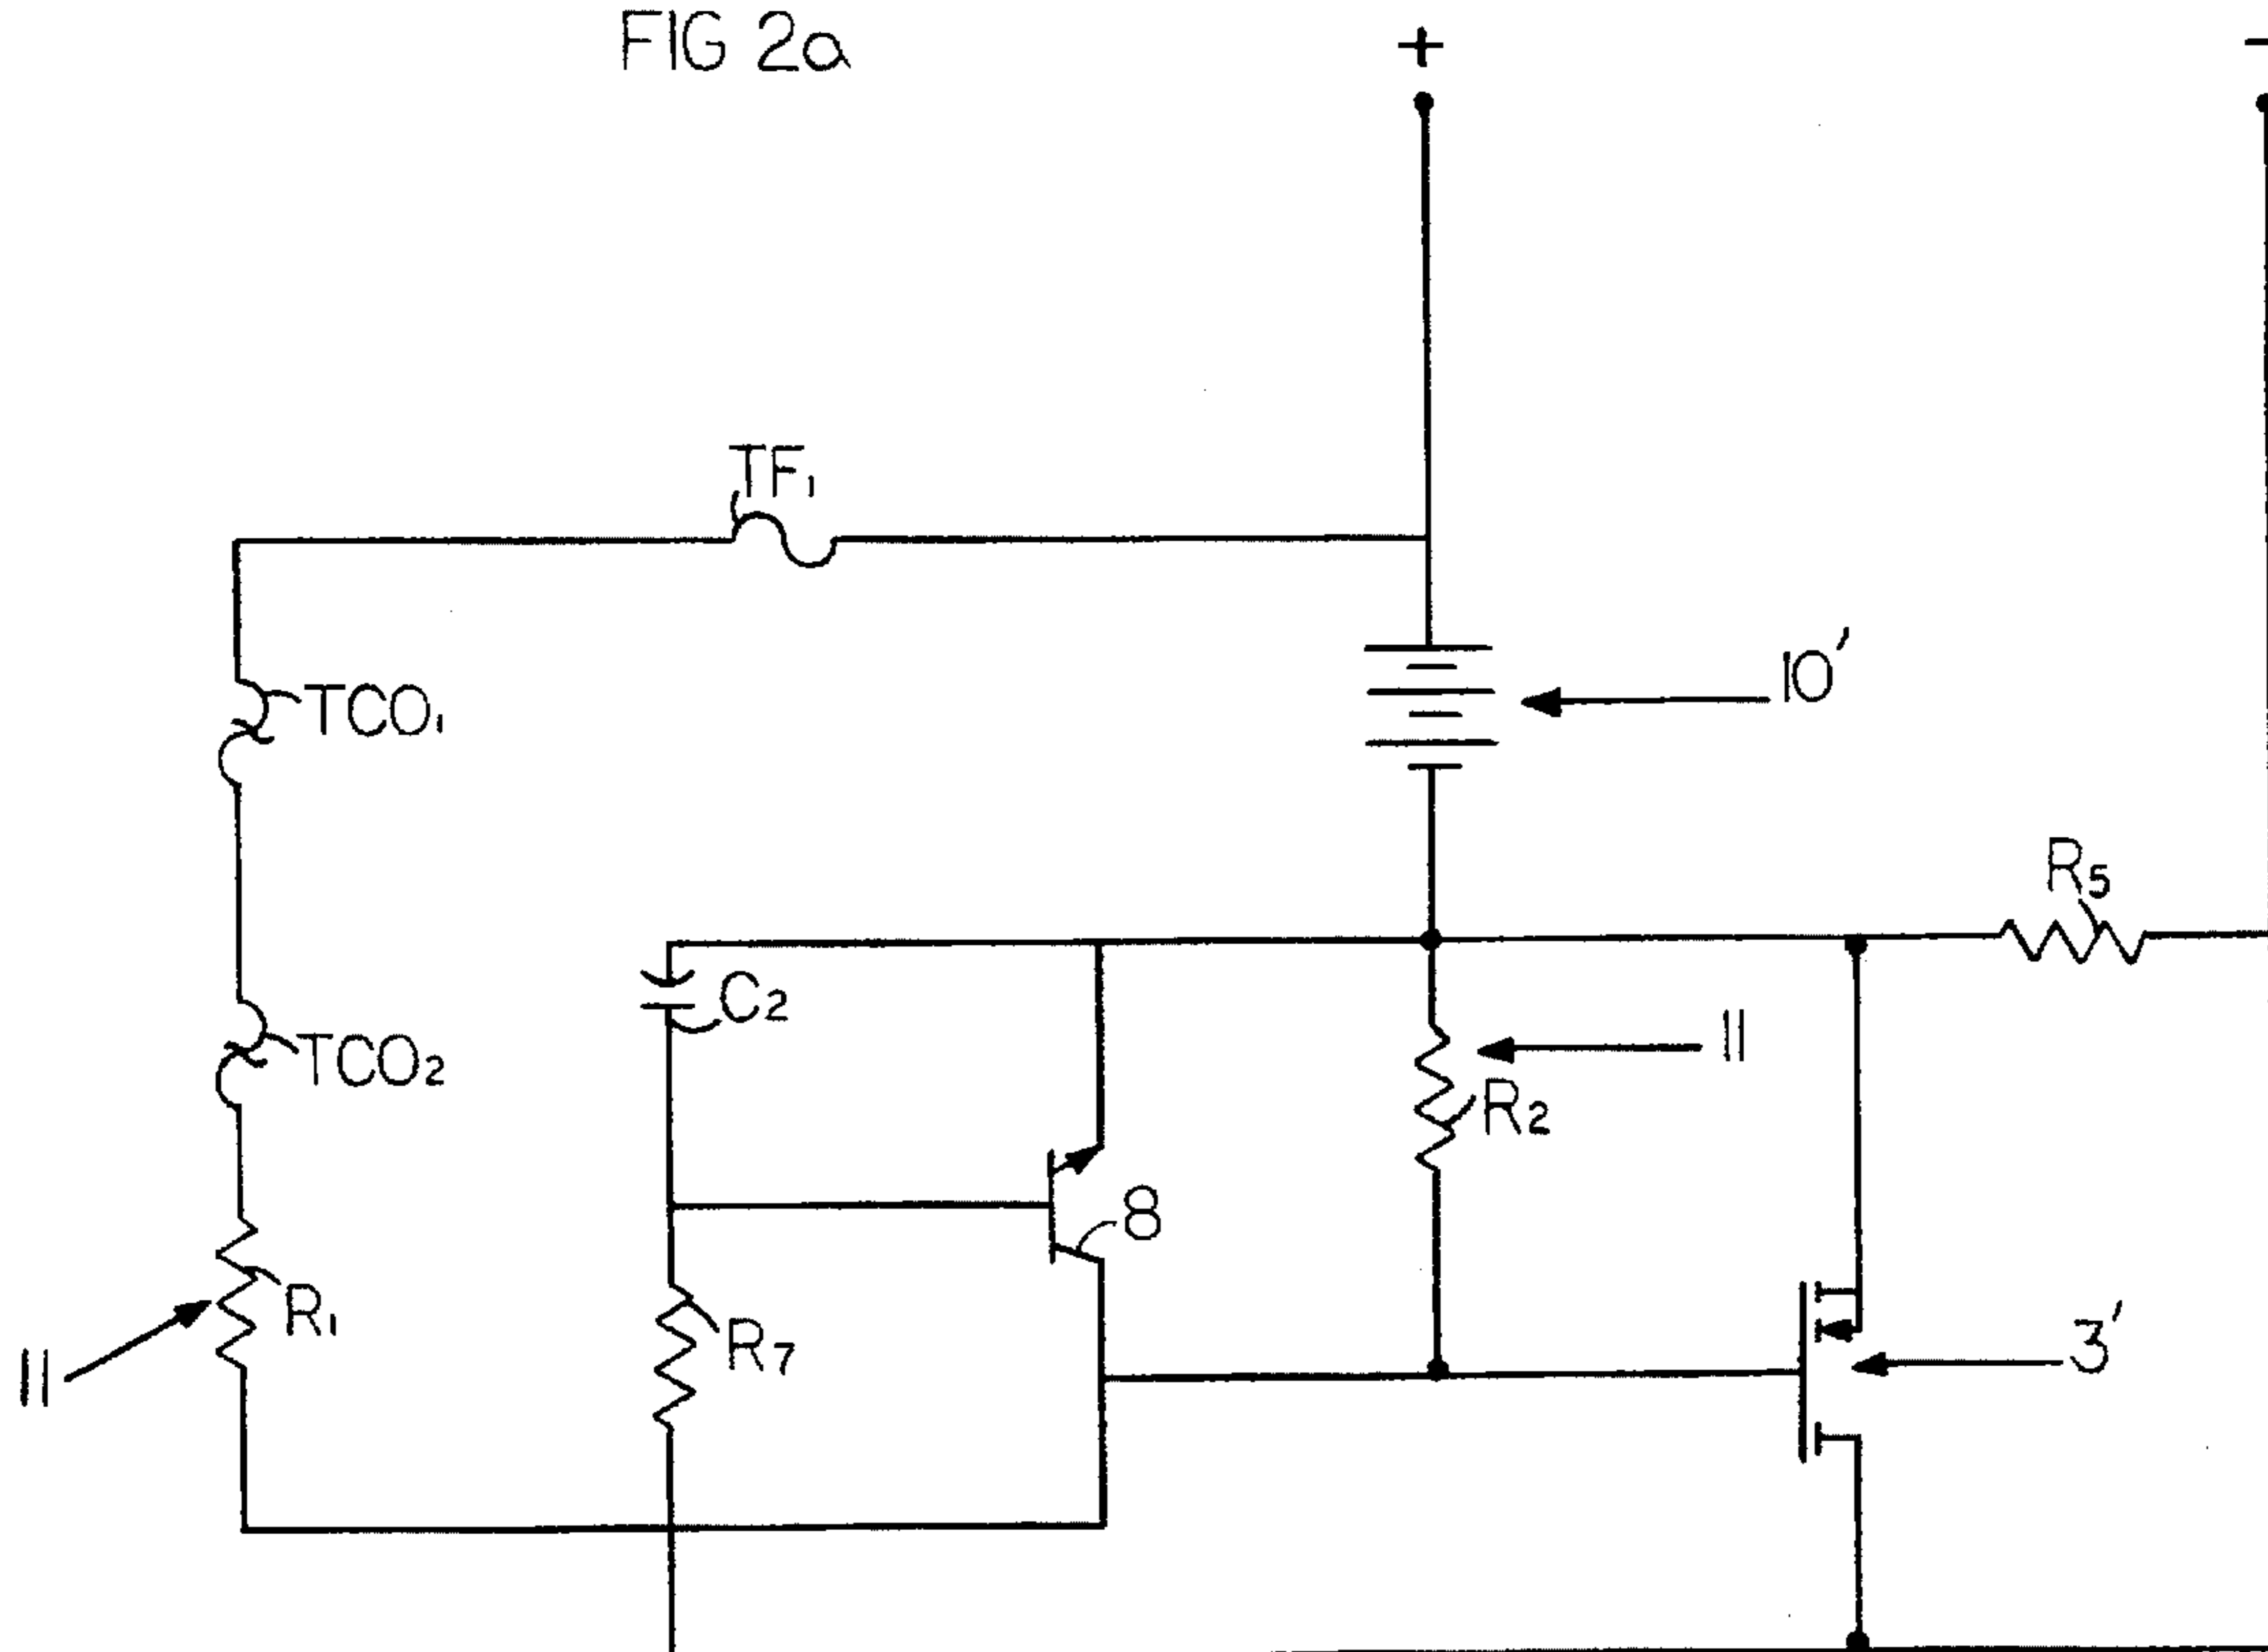 FIG 2a
+ −
TF₁
10′
TCO₁
R₅
C₂
11
TCO₂
R₂
8
R₁
R₇
3′
11